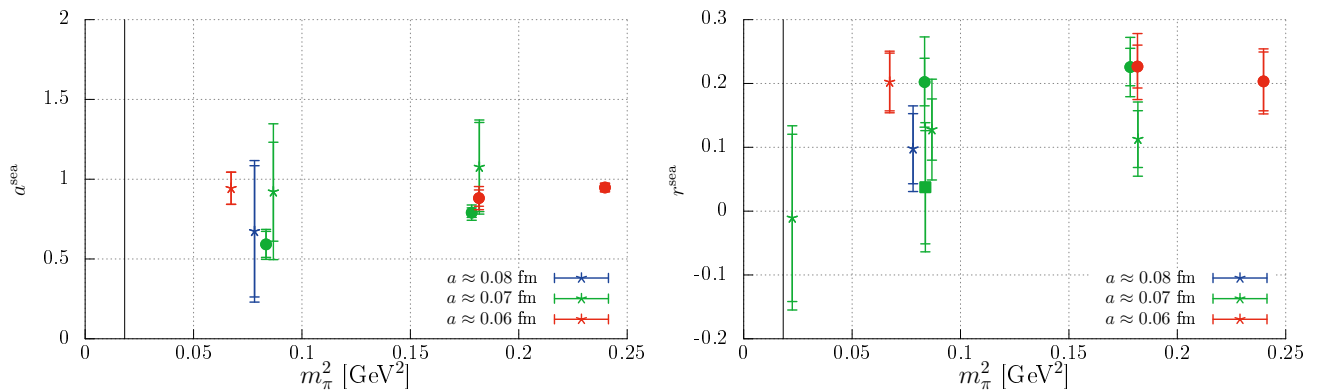 2
1.5
1
0.5
0
a^sea
0 0.05 0.1 0.15 0.2 0.25
m_π^2 [GeV^2]
a ≈ 0.08 fm
a ≈ 0.07 fm
a ≈ 0.06 fm
0.3
0.2
0.1
0
-0.1
-0.2
r^sea
0 0.05 0.1 0.15 0.2 0.25
m_π^2 [GeV^2]
a ≈ 0.08 fm
a ≈ 0.07 fm
a ≈ 0.06 fm